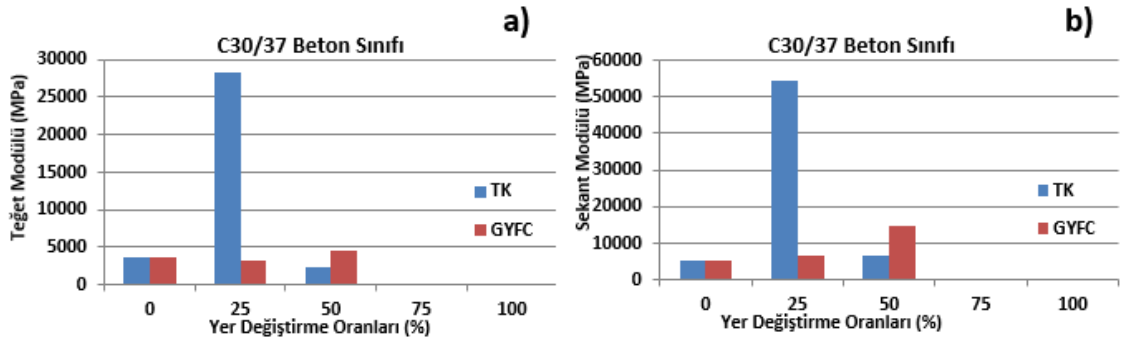 a)
C30/37 Beton Sınıfı
Teğet Modülü (MPa)
30000
25000
20000
15000
10000
5000
0
TK
GYFC
0 25 50 75 100
Yer Değiştirme Oranları (%)
b)
C30/37 Beton Sınıfı
Sekant Modülü (MPa)
60000
50000
40000
30000
20000
10000
0
TK
GYFC
0 25 50 75 100
Yer Değiştirme Oranları (%)